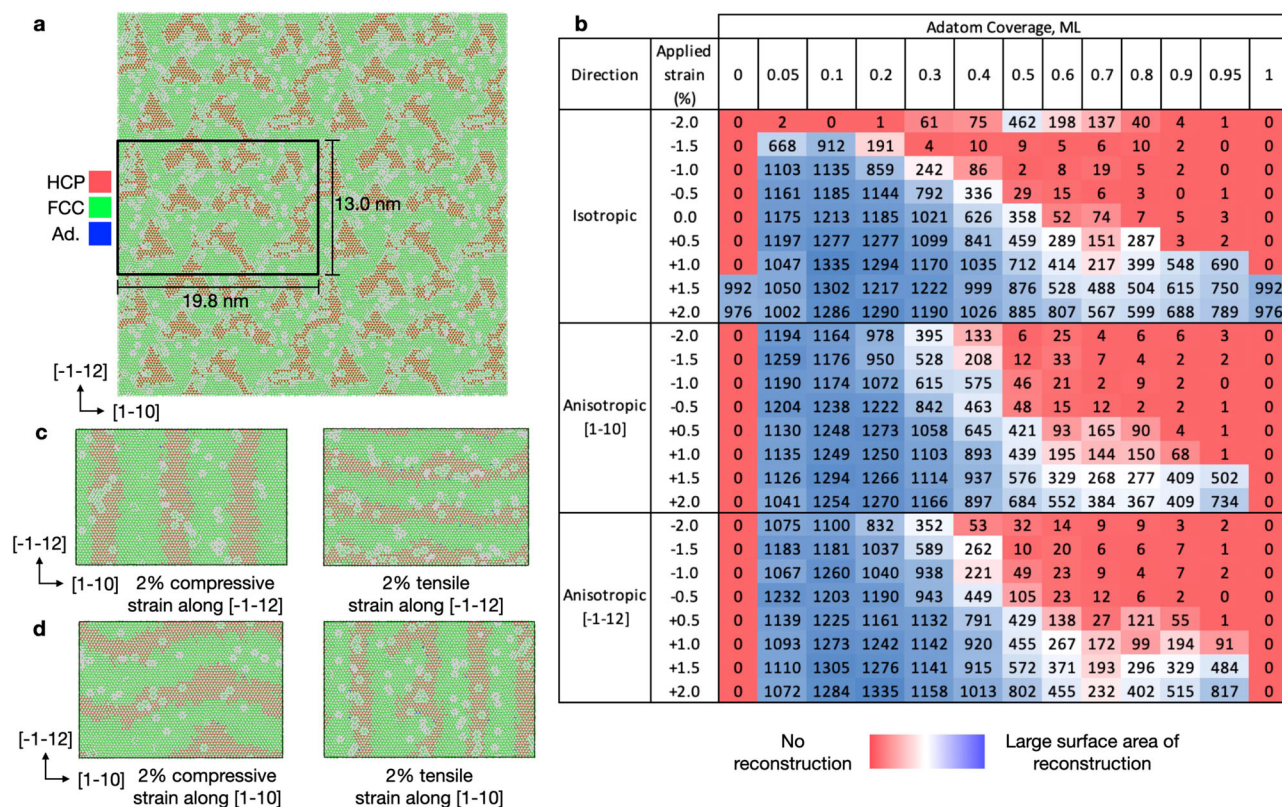 a
HCP
FCC
Ad.
13.0 nm
19.8 nm
[-1-12]
[1-10]
c
[-1-12]
[1-10]
2% compressive
strain along [-1-12]
2% tensile
strain along [-1-12]
d
[-1-12]
[1-10]
2% compressive
strain along [1-10]
2% tensile
strain along [1-10]
b
Adatom Coverage, ML
Direction Applied strain (%) 0 0.05 0.1 0.2 0.3 0.4 0.5 0.6 0.7 0.8 0.9 0.95 1
Isotropic
-2.0 0 2 0 1 61 75 462 198 137 40 4 1 0
-1.5 0 668 912 191 4 10 9 5 6 10 2 0 0
-1.0 0 1103 1135 859 242 86 2 8 19 5 2 0 0
-0.5 0 1161 1185 1144 792 336 29 15 6 3 0 1 0
0.0 0 1175 1213 1185 1021 626 358 52 74 7 5 3 0
+0.5 0 1197 1277 1277 1099 841 459 289 151 287 3 2 0
+1.0 0 1047 1335 1294 1170 1035 712 414 217 399 548 690 0
+1.5 992 1050 1302 1217 1222 999 876 528 488 504 615 750 992
+2.0 976 1002 1286 1290 1190 1026 885 807 567 599 688 789 976
Anisotropic
[1-10]
-2.0 0 1194 1164 978 395 133 6 25 4 6 6 3 0
-1.5 0 1259 1176 950 528 208 12 33 7 4 2 2 0
-1.0 0 1190 1174 1072 615 575 46 21 2 9 2 0 0
-0.5 0 1204 1238 1222 842 463 48 15 12 2 2 1 0
+0.5 0 1130 1248 1273 1058 645 421 93 165 90 4 1 0
+1.0 0 1135 1249 1250 1103 893 439 195 144 150 68 1 0
+1.5 0 1126 1294 1266 1114 937 576 329 268 277 409 502 0
+2.0 0 1041 1254 1270 1166 897 684 552 384 367 409 734 0
Anisotropic
[-1-12]
-2.0 0 1075 1100 832 352 53 32 14 9 9 3 2 0
-1.5 0 1183 1181 1037 589 262 10 20 6 6 7 1 0
-1.0 0 1067 1260 1040 938 221 49 23 9 4 7 2 0
-0.5 0 1232 1203 1190 943 449 105 23 12 6 2 0 0
+0.5 0 1139 1225 1161 1132 791 429 138 27 121 55 1 0
+1.0 0 1093 1273 1242 1142 920 455 267 172 99 194 91 0
+1.5 0 1110 1305 1276 1141 915 572 371 193 296 329 484 0
+2.0 0 1072 1284 1335 1158 1013 802 455 232 402 515 817 0
No
reconstruction
Large surface area of
reconstruction